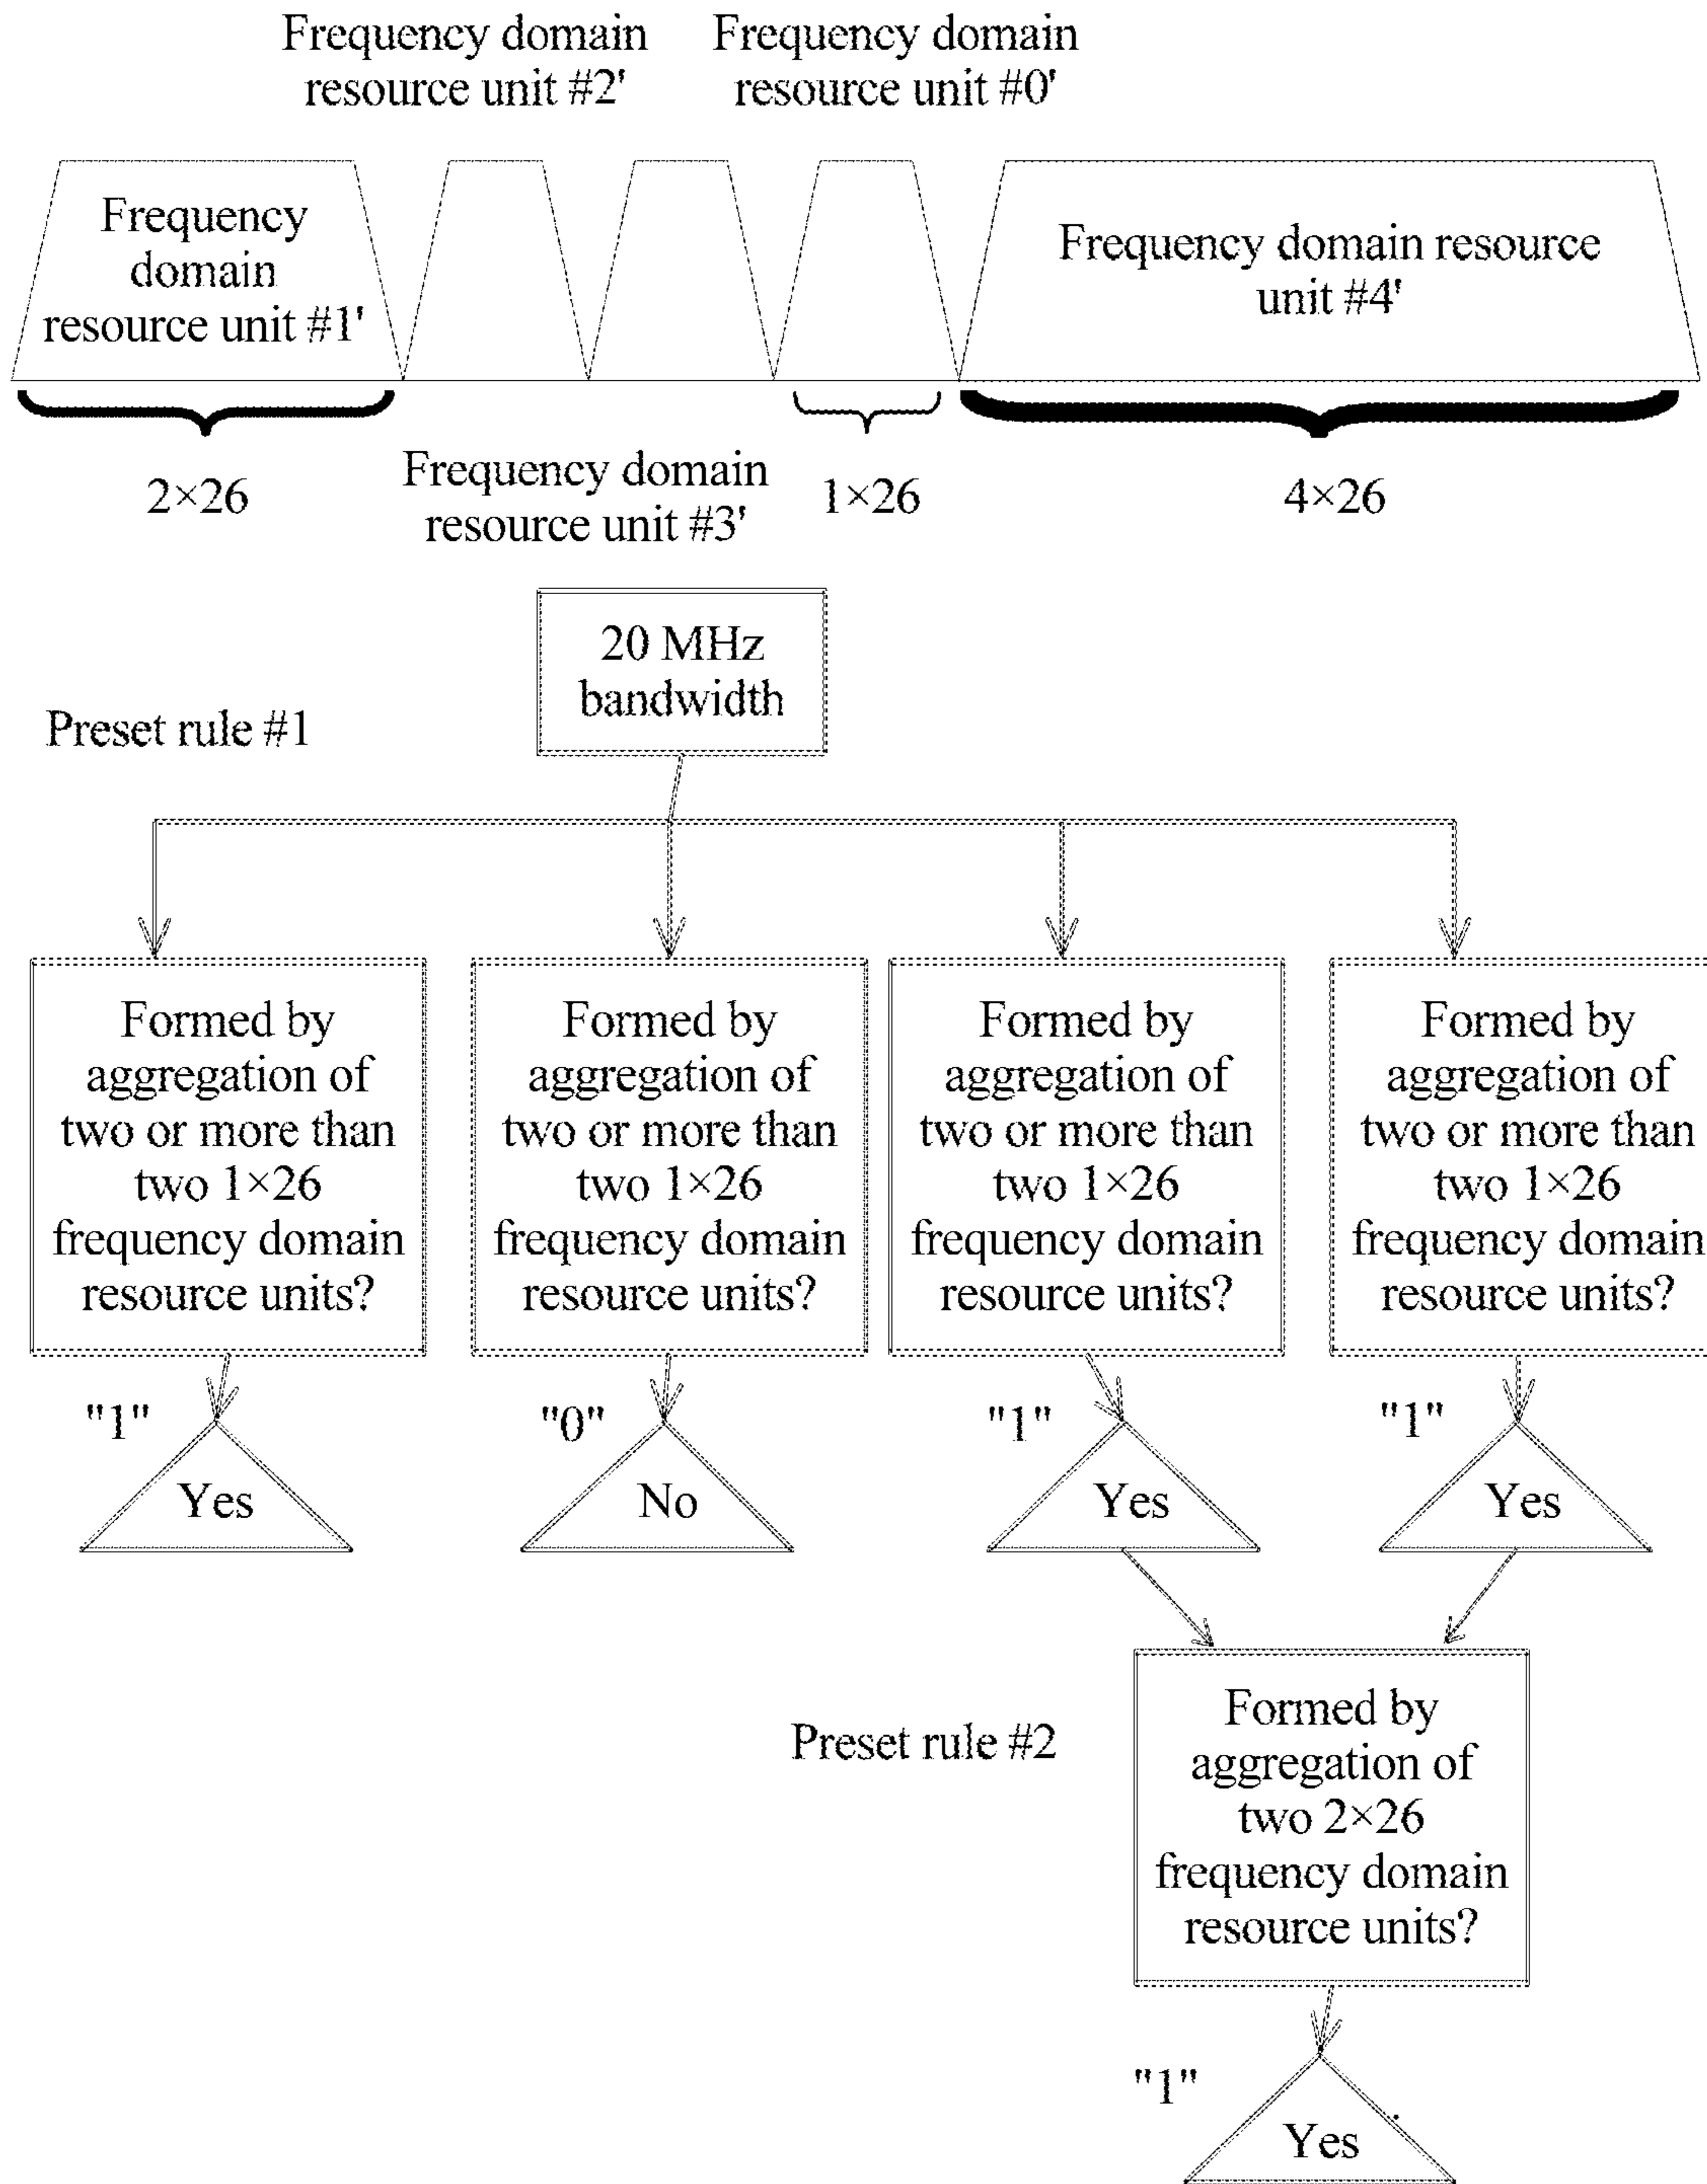 Frequency domain
resource unit #2'
Frequency domain
resource unit #0'
Frequency
domain
resource unit #1'
Frequency domain resource
unit #4'
2×26
Frequency domain
resource unit #3'
1×26
4×26
20 MHz
bandwidth
Preset rule #1
Formed by
aggregation of
two or more than
two 1×26
frequency domain
resource units?
Formed by
aggregation of
two or more than
two 1×26
frequency domain
resource units?
Formed by
aggregation of
two or more than
two 1×26
frequency domain
resource units?
Formed by
aggregation of
two or more than
two 1×26
frequency domain
resource units?
"1"
Yes
"0"
No
"1"
Yes
"1"
Yes
Preset rule #2
Formed by
aggregation of
two 2×26
frequency domain
resource units?
"1"
Yes